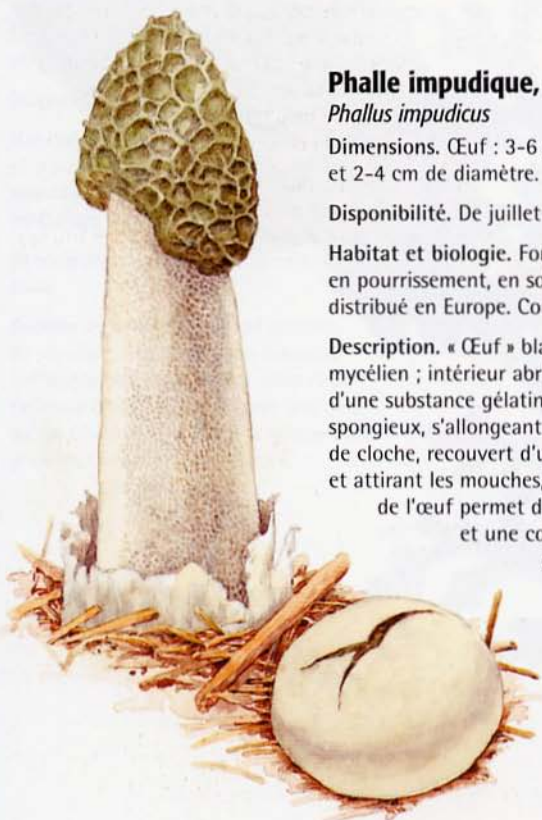 Phalle impudique,
Phallus impudicus
Dimensions. Œuf : 3-6
et 2-4 cm de diamètre.
Disponibilité. De juillet
Habitat et biologie. For
en pourrissement, en so
distribué en Europe. Co
Description. « Œuf » bla
mycélien ; intérieur abr
d'une substance gélatin
spongieux, s'allongeant
de cloche, recouvert d'u
et attirant les mouches,
de l'œuf permet d
et une co